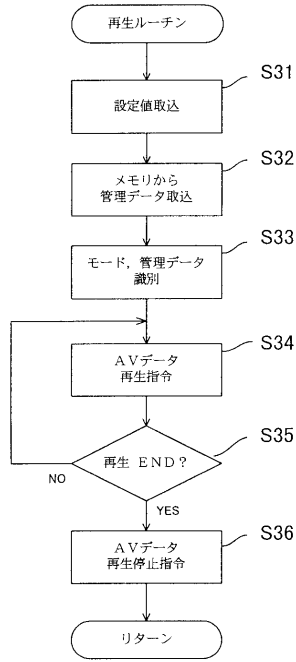 再生ルーチン
S31
設定値取込
S32
メモリから
管理データ取込
S33
モード，管理データ
識別
S34
ＡＶデータ
再生指令
S35
再生 END？
NO
YES
S36
ＡＶデータ
再生停止指令
リターン